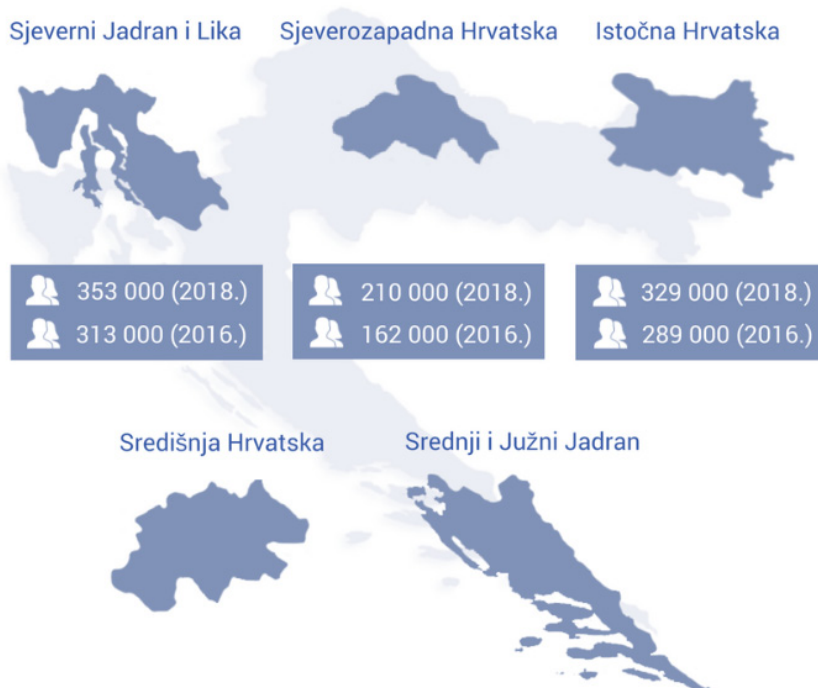 Sjeverni Jadran i Lika
Sjeverozapadna Hrvatska
Istočna Hrvatska
353 000 (2018.)
313 000 (2016.)
210 000 (2018.)
162 000 (2016.)
329 000 (2018.)
289 000 (2016.)
Središnja Hrvatska
Srednji i Južni Jadran